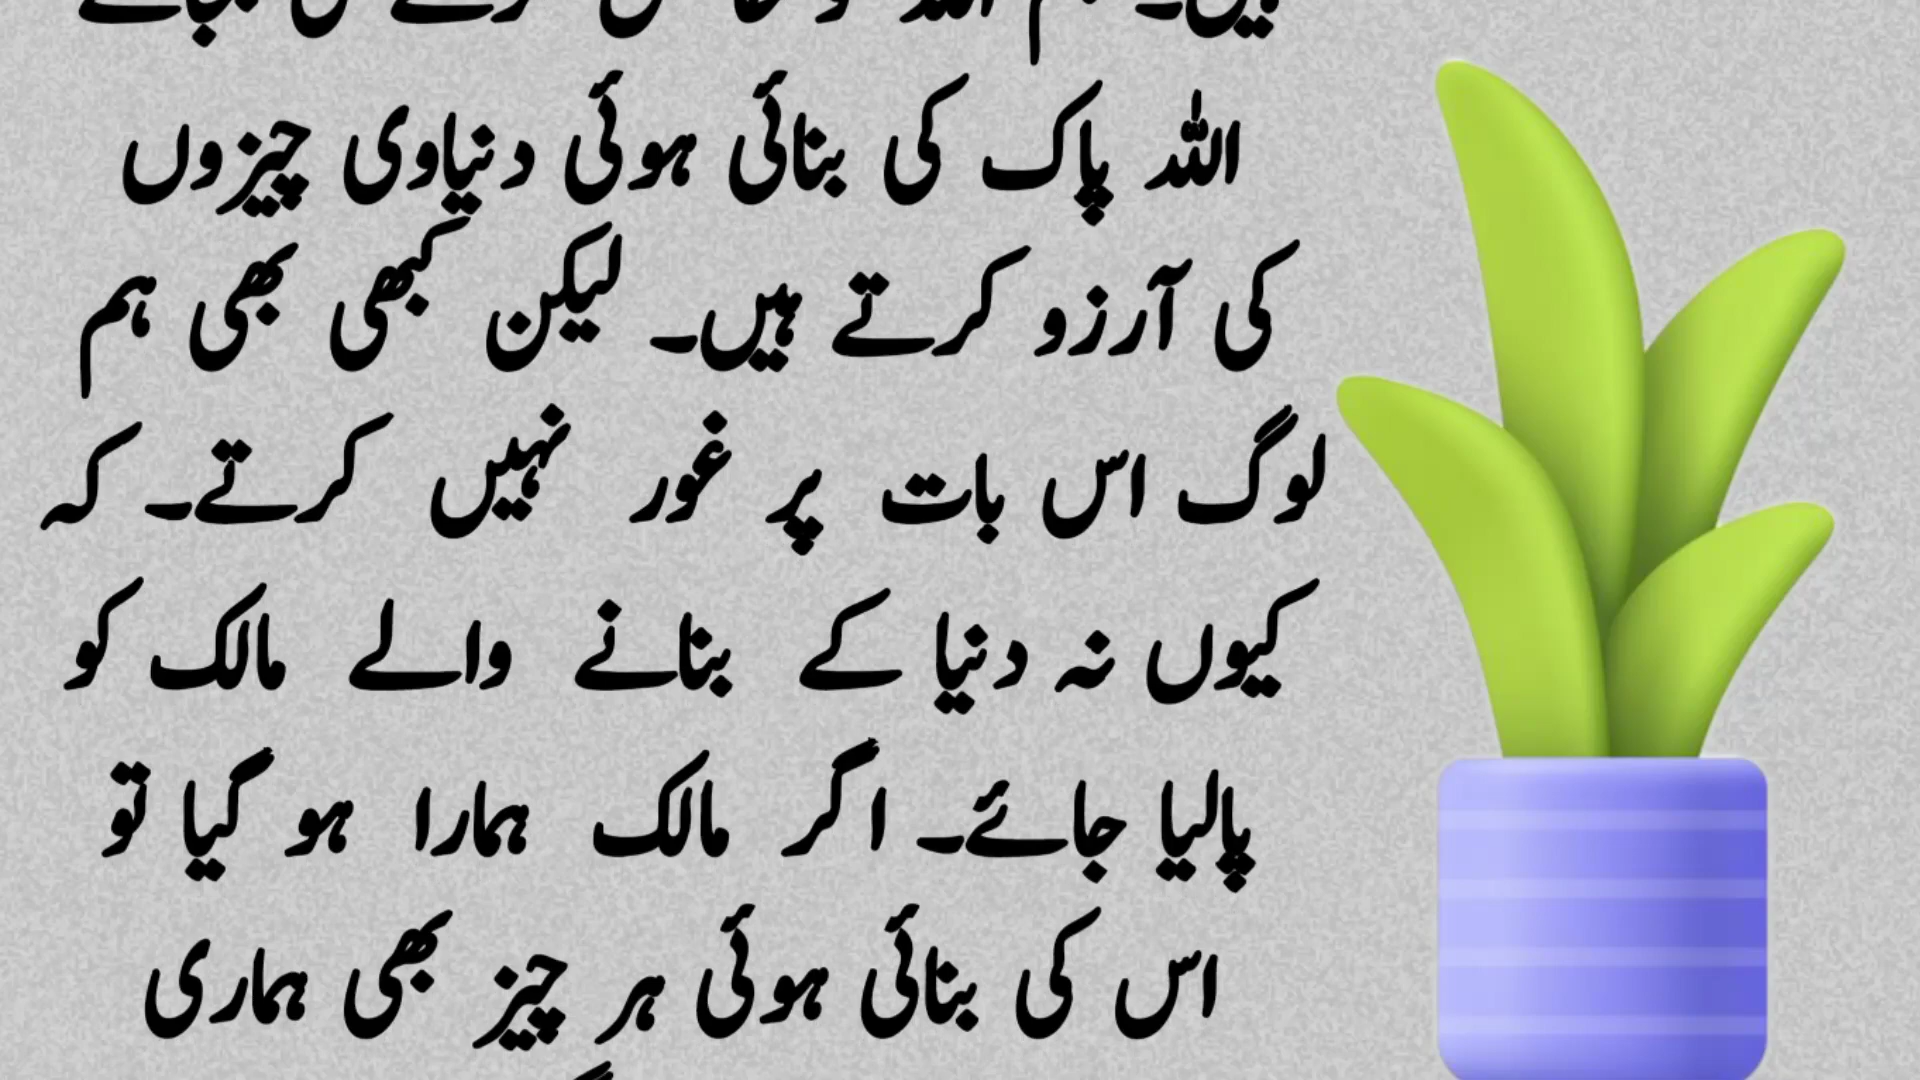 اللہ پاک کی بنائی ہوئی دنیاوی چیزوں
کی آرزو کرتے ہیں۔ لیکن کبھی بھی ہم
لوگ اس بات پر غور نہیں کرتے۔ کہ
کیوں نہ دنیا کے بنانے والے مالک کو
پالیا جائے۔ اگر مالک ہمارا ہو گیا تو
اس کی بنائی ہوئی ہر چیز بھی ہماری